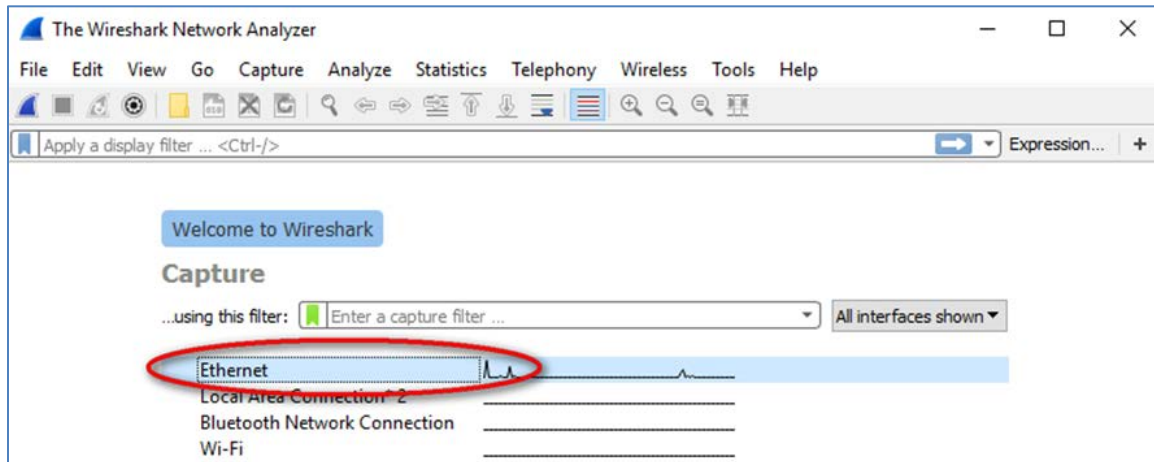 The Wireshark Network Analyzer
File Edit View Go Capture Analyze Statistics Telephony Wireless Tools Help
Apply a display filter ... <Ctrl-/> Expression... +
Welcome to Wireshark
Capture
...using this filter: Enter a capture filter ... All interfaces shown
Ethernet
Local Area Connection* 2
Bluetooth Network Connection
Wi-Fi